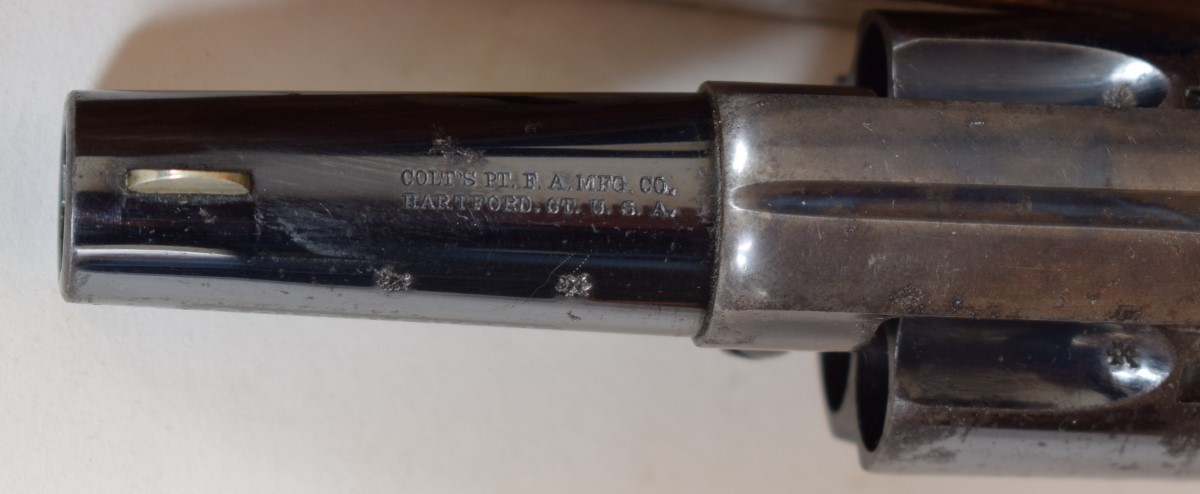 COLT'S PT. F. A. MFG. CO.
HARTFORD. CT. U. S. A.